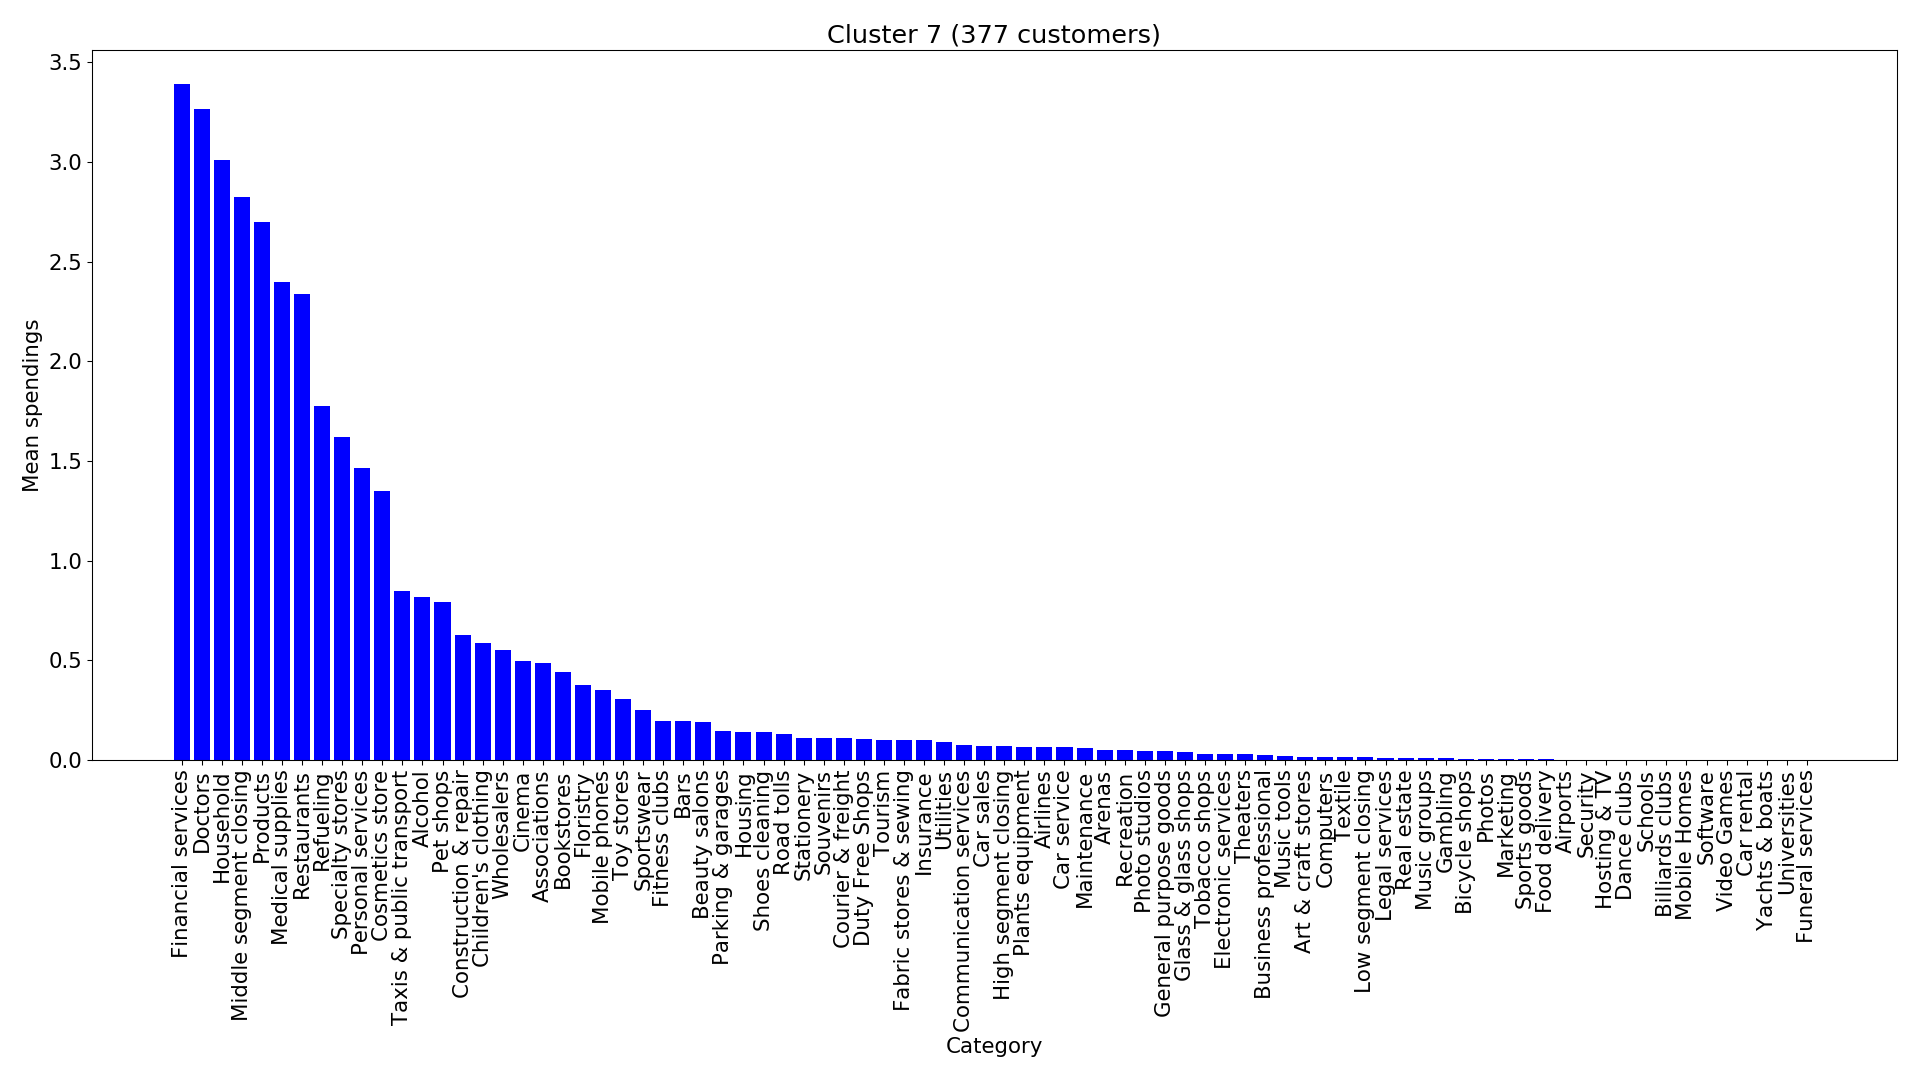 Cluster 7 (377 customers)
3.5
3.0
2.5
2.0
1.5
1.0
0.5
0.0
Mean spendings
Financial services
Doctors
Household
Middle segment closing
Products
Medical supplies
Restaurants
Refueling
Specialty stores
Personal services
Cosmetics store
Taxis & public transport
Alcohol
Pet shops
Construction & repair
Children's clothing
Wholesalers
Cinema
Associations
Bookstores
Floristry
Mobile phones
Toy stores
Sportswear
Fitness clubs
Bars
Beauty salons
Parking & garages
Housing
Shoes cleaning
Road tolls
Stationery
Souvenirs
Courier & freight
Duty Free Shops
Tourism
Fabric stores & sewing
Insurance
Utilities
Communication services
Car sales
High segment closing
Plants equipment
Airlines
Car service
Maintenance
Arenas
Recreation
Photo studios
General purpose goods
Glass & glass shops
Tobacco shops
Electronic services
Theaters
Business professional
Music tools
Art & craft stores
Computers
Textile
Low segment closing
Legal services
Real estate
Music groups
Gambling
Bicycle shops
Photos
Marketing
Sports goods
Food delivery
Airports
Security
Hosting & TV
Dance clubs
Schools
Billiards clubs
Mobile Homes
Software
Video Games
Car rental
Yachts & boats
Universities
Funeral services
Category